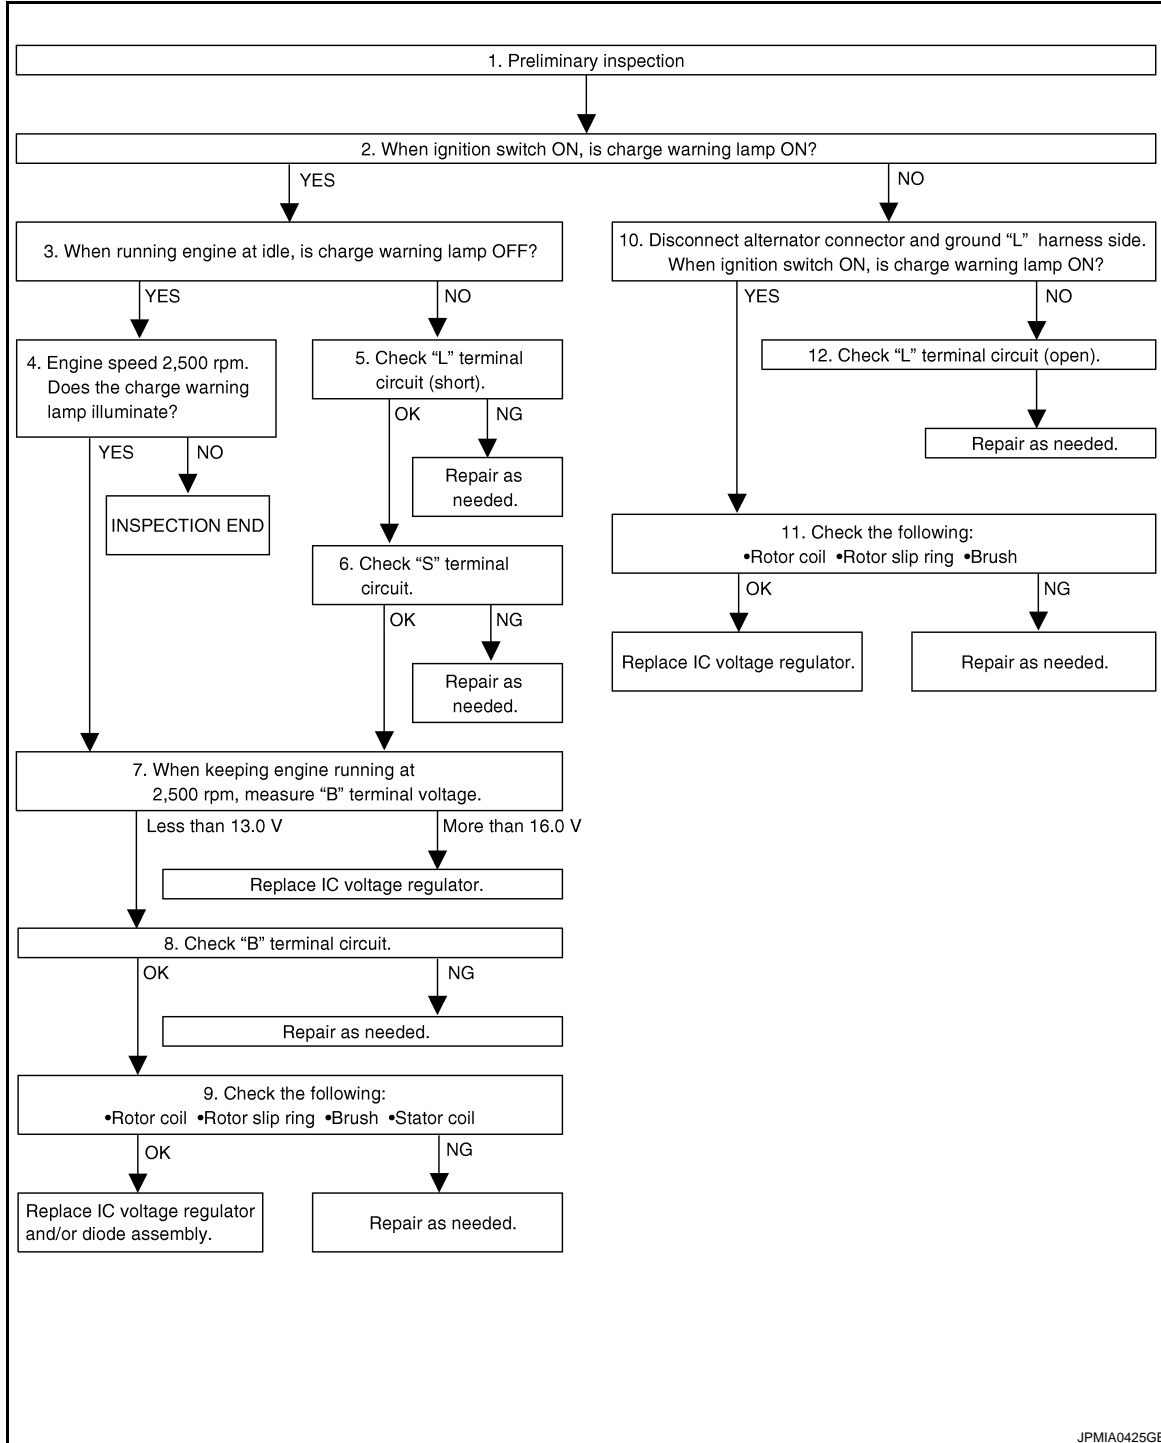 1. Preliminary inspection
2. When ignition switch ON, is charge warning lamp ON?
YES
NO
3. When running engine at idle, is charge warning lamp OFF?
10. Disconnect alternator connector and ground “L” harness side.
When ignition switch ON, is charge warning lamp ON?
YES
NO
YES
NO
4. Engine speed 2,500 rpm.
Does the charge warning
lamp illuminate?
5. Check “L” terminal
circuit (short).
12. Check “L” terminal circuit (open).
OK
NG
YES
NO
Repair as
needed.
Repair as needed.
INSPECTION END
11. Check the following:
•Rotor coil •Rotor slip ring •Brush
6. Check “S” terminal
circuit.
OK
NG
OK
NG
Repair as
needed.
Replace IC voltage regulator.
Repair as needed.
7. When keeping engine running at
2,500 rpm, measure “B” terminal voltage.
Less than 13.0 V
More than 16.0 V
Replace IC voltage regulator.
8. Check “B” terminal circuit.
OK
NG
Repair as needed.
9. Check the following:
•Rotor coil •Rotor slip ring •Brush •Stator coil
OK
NG
Replace IC voltage regulator
and/or diode assembly.
Repair as needed.
JPMIA0425GE